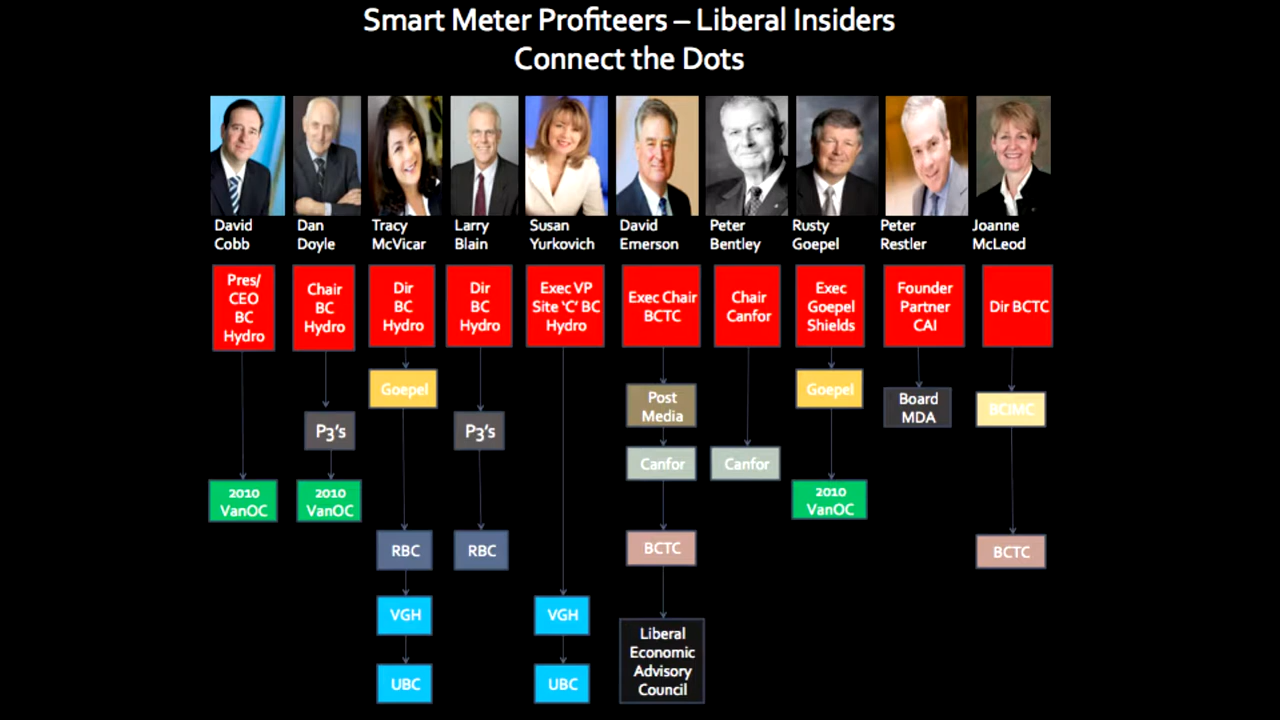 Smart Meter Profiteers – Liberal Insiders
Connect the Dots
David
Cobb
Dan
Doyle
Tracy
McVicar
Larry
Blain
Susan
Yurkovich
David
Emerson
Peter
Bentley
Rusty
Goepel
Peter
Restler
Joanne
McLeod
Pres/
CEO
BC
Hydro
Chair
BC
Hydro
Dir
BC
Hydro
Dir
BC
Hydro
Exec VP
Site ‘C’ BC
Hydro
Exec Chair
BCTC
Chair
Canfor
Exec
Goepel
Shields
Founder
Partner
CAI
Dir BCTC
Goepel
Post
Media
Goepel
Board
MDA
BCIMC
P3’s
P3’s
Canfor
Canfor
2010
VanOC
2010
VanOC
2010
VanOC
RBC
RBC
BCTC
BCTC
VGH
VGH
Liberal
Economic
Advisory
Council
UBC
UBC